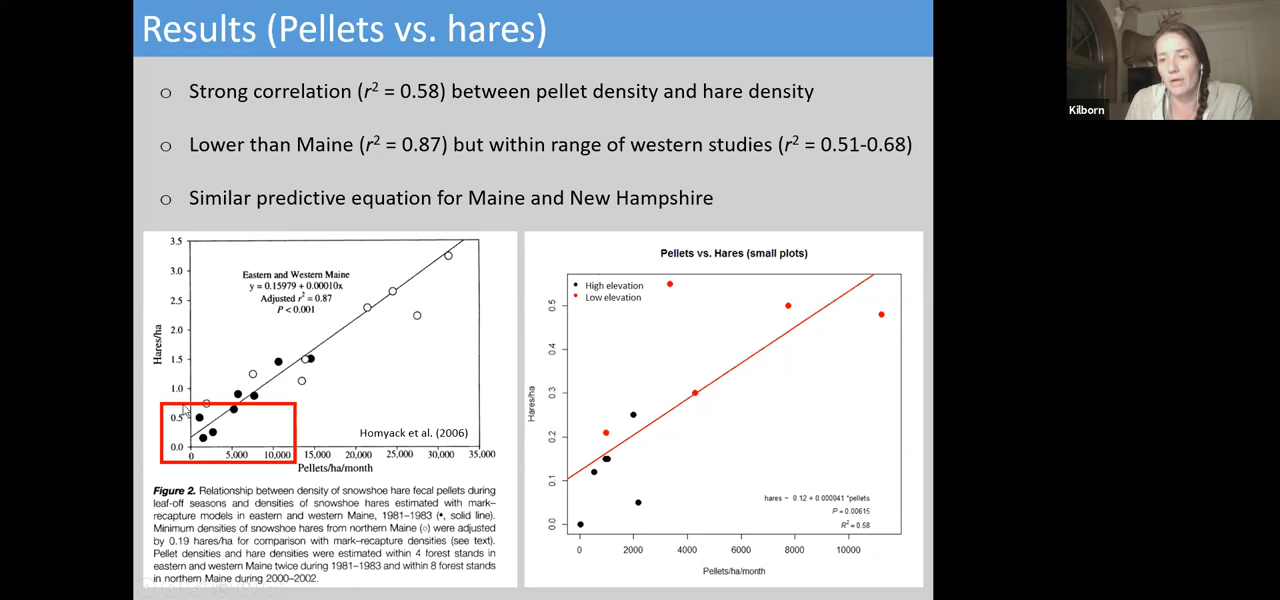 Results (Pellets vs. hares)
Kilborn
o Strong correlation (r² = 0.58) between pellet density and hare density
o Lower than Maine (r² = 0.87) but within range of western studies (r² = 0.51-0.68)
o Similar predictive equation for Maine and New Hampshire
3.5
3.0
2.5
2.0
1.5
1.0
0.5
0.0
Hares/ha
Eastern and Western Maine
y = 0.15979 + 0.00010x
Adjusted r² = 0.87
P < 0.001
Homyack et al. (2006)
0 5,000 10,000 15,000 20,000 25,000 30,000 35,000
Pellets/ha/month
Figure 2. Relationship between density of snowshoe hare fecal pellets during
leaf-off seasons and densities of snowshoe hares estimated with mark–
recapture models in eastern and western Maine, 1981–1983 (•, solid line).
Minimum densities of snowshoe hares from northern Maine (○) were adjusted
by 0.19 hares/ha for comparison with mark–recapture densities (see text).
Pellet densities and hare densities were estimated within 4 forest stands in
eastern and western Maine twice during 1981–1983 and within 8 forest stands
in northern Maine during 2000–2002.
Pellets vs. Hares (small plots)
High elevation
Low elevation
0.5
0.4
0.3
0.2
0.1
0.0
Hares/ha
hares ~ 0.12 + 0.000041 *pellets
P = 0.00615
R² = 0.58
0 2000 4000 6000 8000 10000
Pellets/ha/month